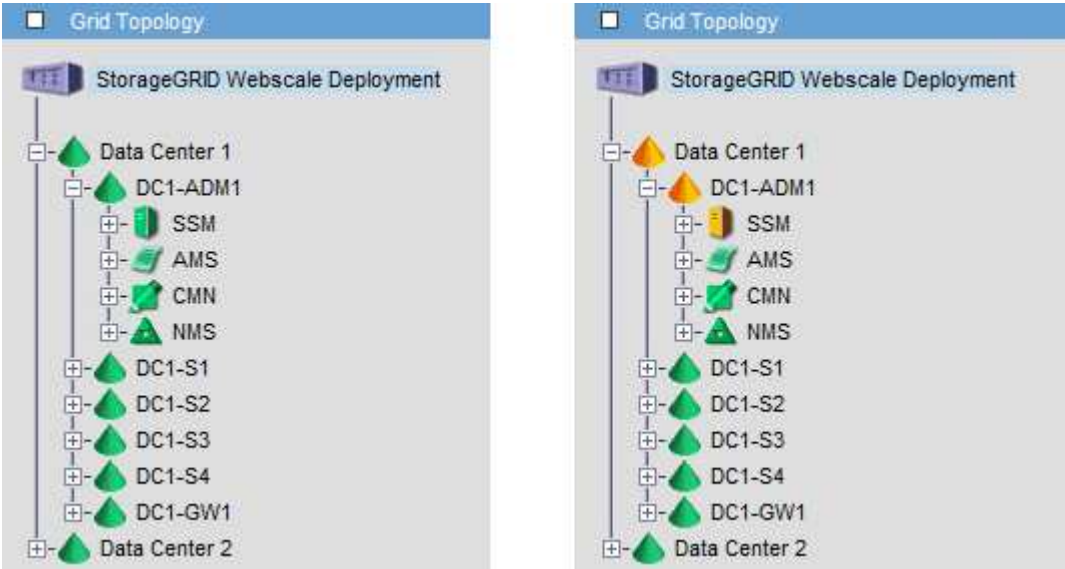 Grid Topology
StorageGRID Webscale Deployment
Data Center 1
DC1-ADM1
SSM
AMS
CMN
NMS
DC1-S1
DC1-S2
DC1-S3
DC1-S4
DC1-GW1
Data Center 2
Grid Topology
StorageGRID Webscale Deployment
Data Center 1
DC1-ADM1
SSM
AMS
CMN
NMS
DC1-S1
DC1-S2
DC1-S3
DC1-S4
DC1-GW1
Data Center 2